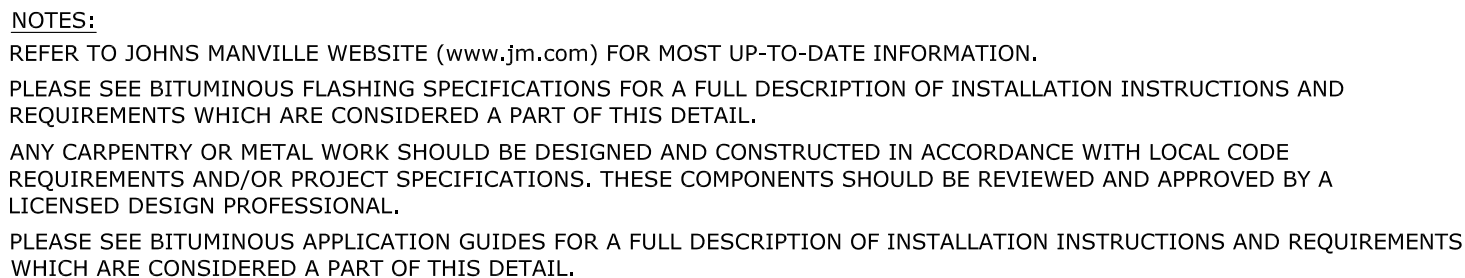 NOTES:
REFER TO JOHNS MANVILLE WEBSITE (www.jm.com) FOR MOST UP-TO-DATE INFORMATION.
PLEASE SEE BITUMINOUS FLASHING SPECIFICATIONS FOR A FULL DESCRIPTION OF INSTALLATION INSTRUCTIONS AND
REQUIREMENTS WHICH ARE CONSIDERED A PART OF THIS DETAIL.
ANY CARPENTRY OR METAL WORK SHOULD BE DESIGNED AND CONSTRUCTED IN ACCORDANCE WITH LOCAL CODE
REQUIREMENTS AND/OR PROJECT SPECIFICATIONS. THESE COMPONENTS SHOULD BE REVIEWED AND APPROVED BY A
LICENSED DESIGN PROFESSIONAL.
PLEASE SEE BITUMINOUS APPLICATION GUIDES FOR A FULL DESCRIPTION OF INSTALLATION INSTRUCTIONS AND REQUIREMENTS
WHICH ARE CONSIDERED A PART OF THIS DETAIL.